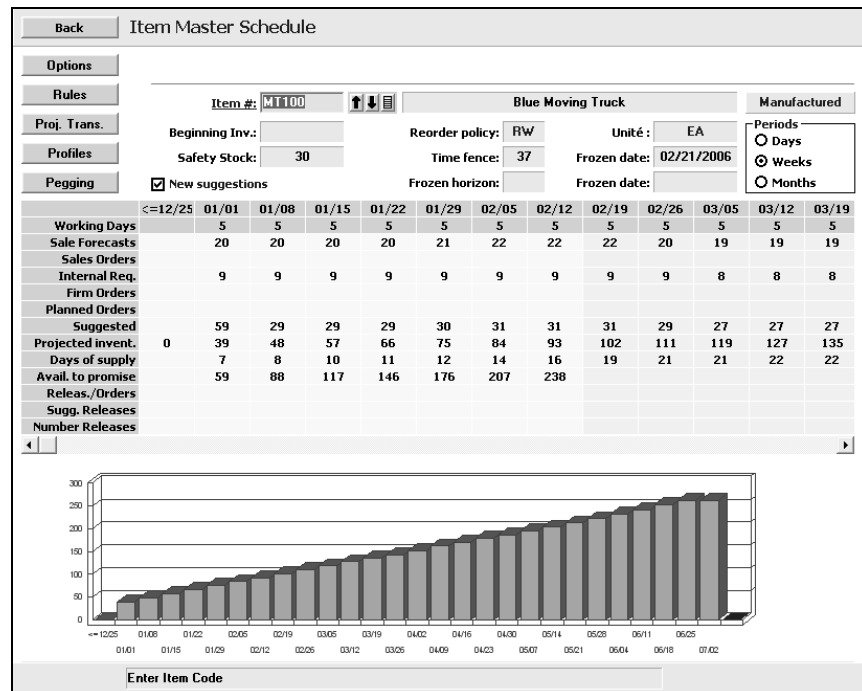 Back Item Master Schedule
Options
Rules
Proj. Trans.
Profiles
Pegging
Item #: MT100 Blue Moving Truck Manufactured
Beginning Inv.: Reorder policy: RW Unité : EA
Safety Stock: 30 Time fence: 37 Frozen date: 02/21/2006
New suggestions Frozen horizon: Frozen date:
Periods
Days
Weeks
Months
<=12/25 01/01 01/08 01/15 01/22 01/29 02/05 02/12 02/19 02/26 03/05 03/12 03/19
Working Days 5 5 5 5 5 5 5 5 5 5 5 5
Sale Forecasts 20 20 20 20 21 22 22 22 20 19 19 19
Sales Orders
Internal Req. 9 9 9 9 9 9 9 9 9 8 8 8
Firm Orders
Planned Orders
Suggested 59 29 29 29 30 31 31 31 29 27 27 27
Projected invent. 0 39 48 57 66 75 84 93 102 111 119 127 135
Days of supply 7 8 10 11 12 14 16 19 21 21 22 22
Avail. to promise 59 88 117 146 176 207 238
Releas./Orders
Sugg. Releases
Number Releases
300
250
200
150
100
50
0
<= 12/25 01/08 01/22 02/05 02/19 03/05 03/19 04/02 04/16 04/30 05/14 05/28 06/11 06/25
01/01 01/15 01/29 02/12 02/26 03/12 03/26 04/09 04/23 05/07 05/21 06/04 06/18 07/02
Enter Item Code